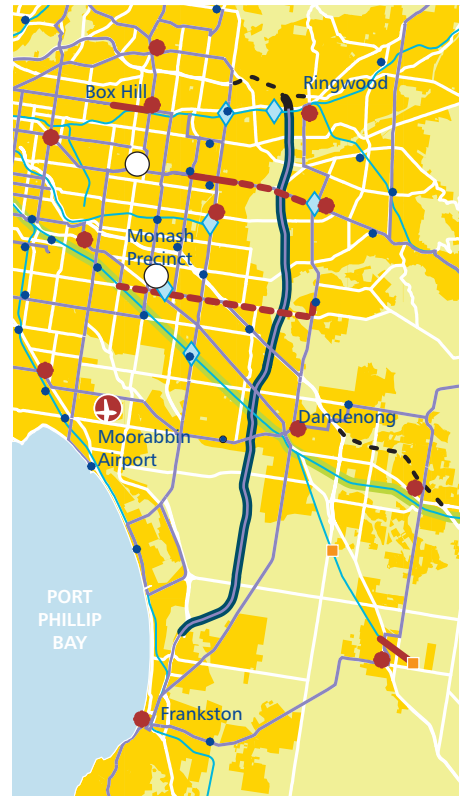 Ringwood
Box Hill
Monash
Precinct
Dandenong
Moorabbin
Airport
PORT
PHILLIP
BAY
Frankston